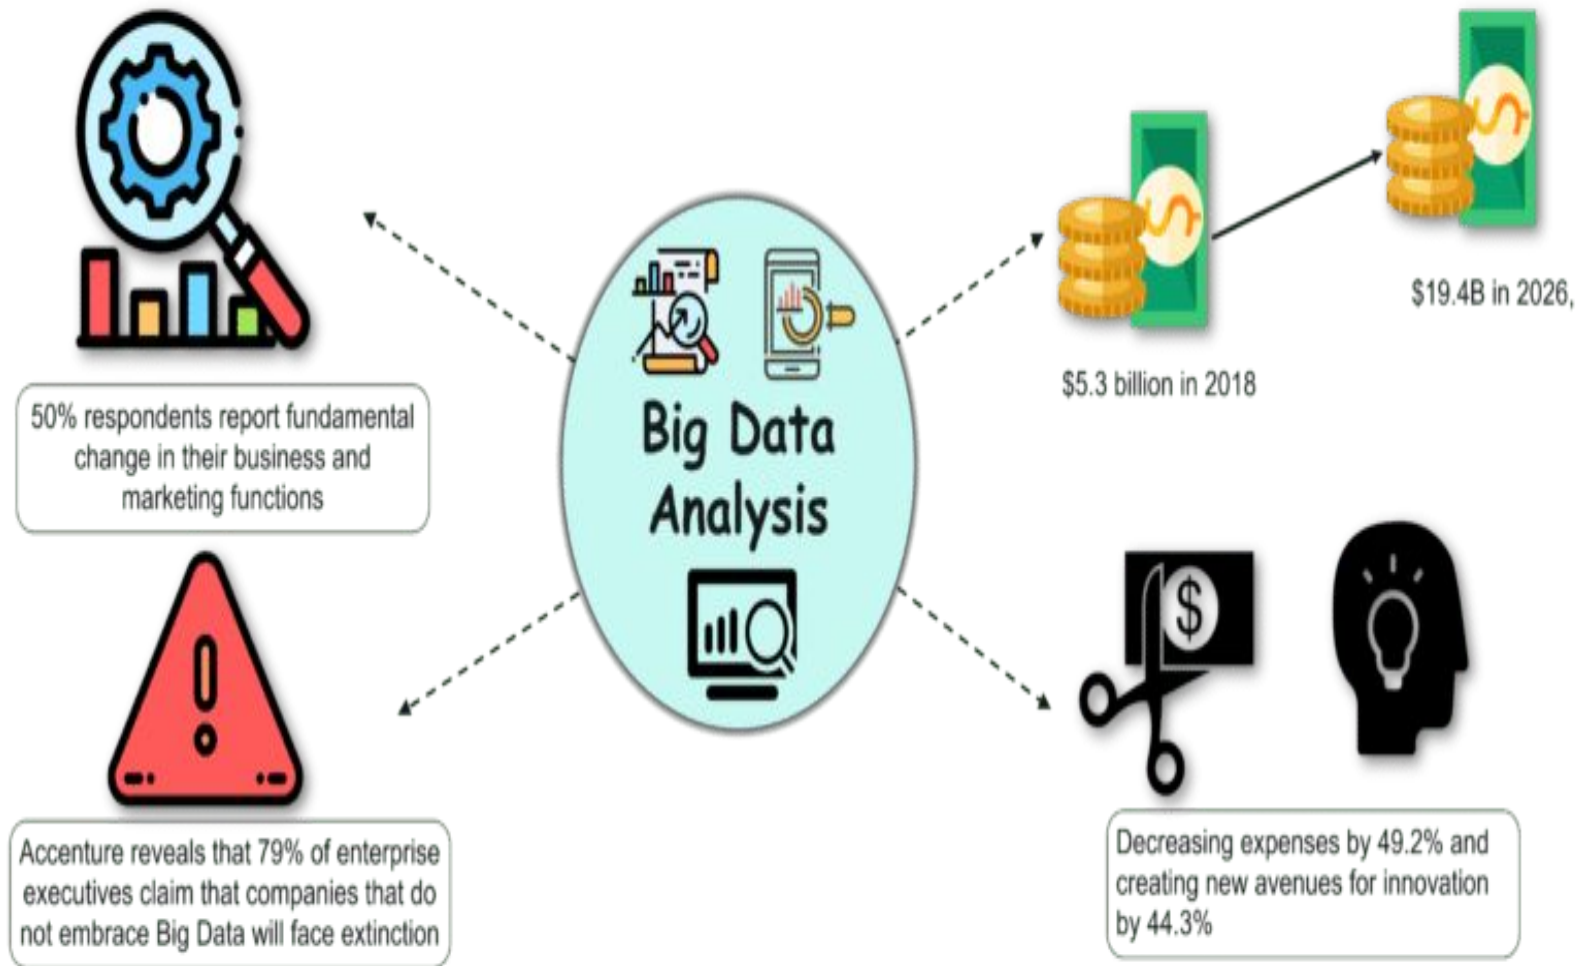 50% respondents report fundamental
change in their business and
marketing functions
Accenture reveals that 79% of enterprise
executives claim that companies that do
not embrace Big Data will face extinction
Big Data
Analysis
$5.3 billion in 2018
$19.4B in 2026,
$
Decreasing expenses by 49.2% and
creating new avenues for innovation
by 44.3%